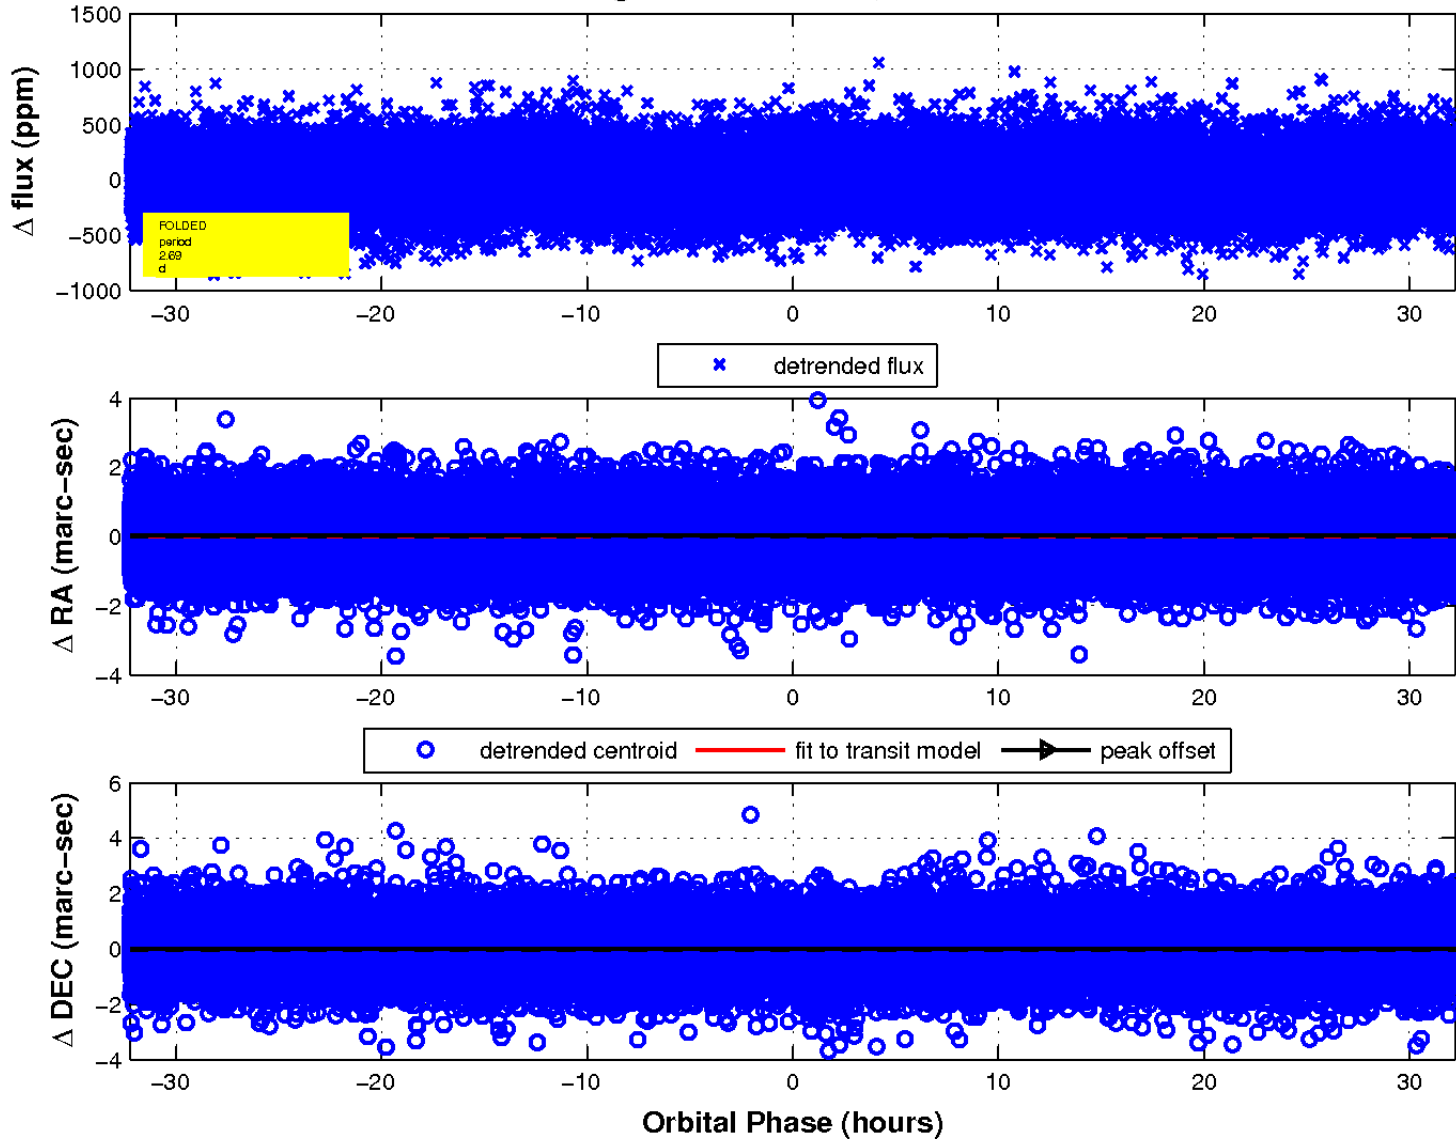 1500
1000
500
0
−500
−1000
Δ flux (ppm)
FOLDED
period
2.69
d
−30 −20 −10 0 10 20 30
detrended flux
4
2
0
−2
−4
Δ RA (marc−sec)
−30 −20 −10 0 10 20 30
detrended centroid fit to transit model peak offset
6
4
2
0
−2
−4
Δ DEC (marc−sec)
−30 −20 −10 0 10 20 30
Orbital Phase (hours)